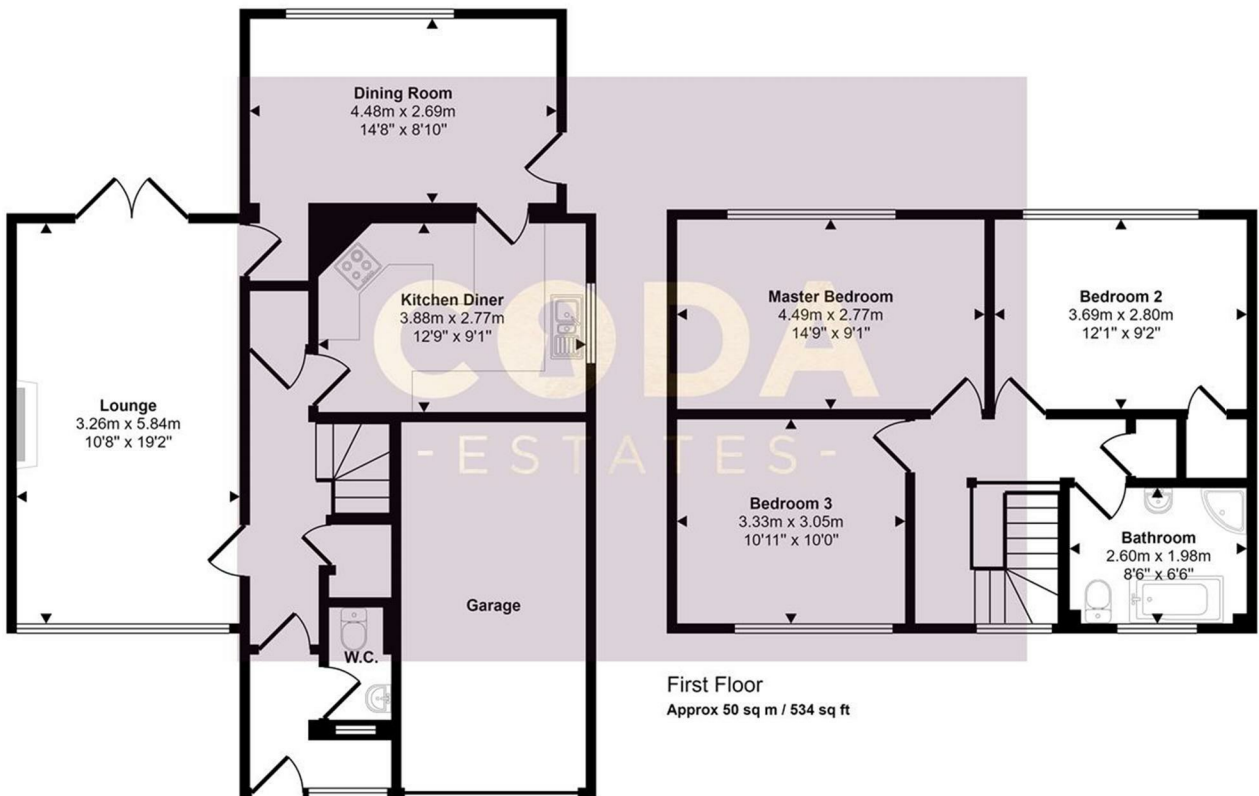 Dining Room
4.48m x 2.69m
14'8" x 8'10"
Kitchen Diner
3.88m x 2.77m
12'9" x 9'1"
Lounge
3.26m x 5.84m
10'8" x 19'2"
Garage
W.C.
Master Bedroom
4.49m x 2.77m
14'9" x 9'1"
Bedroom 2
3.69m x 2.80m
12'1" x 9'2"
Bedroom 3
3.33m x 3.05m
10'11" x 10'0"
Bathroom
2.60m x 1.98m
8'6" x 6'6"
First Floor
Approx 50 sq m / 534 sq ft
CODA
- ESTATES -